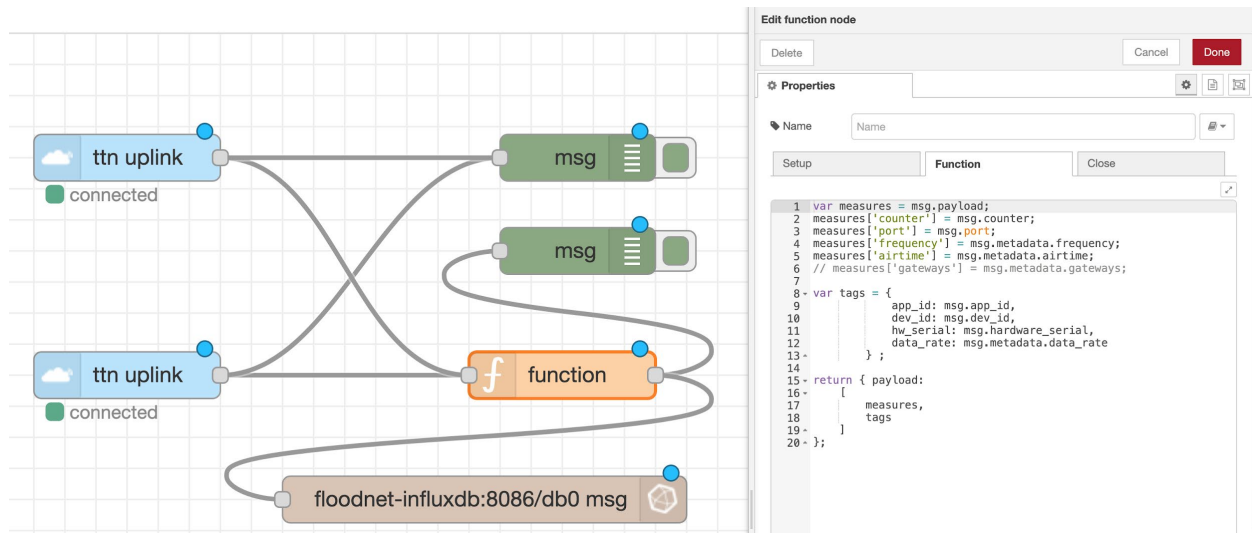 ttn uplink
connected
msg
msg
ttn uplink
connected
function
floodnet-influxdb:8086/db0 msg
Edit function node
Delete
Cancel
Done
Properties
Name
Name
Setup
Function
Close
1 var measures = msg.payload;
2 measures['counter'] = msg.counter;
3 measures['port'] = msg.port;
4 measures['frequency'] = msg.metadata.frequency;
5 measures['airtime'] = msg.metadata.airtime;
6 // measures['gateways'] = msg.metadata.gateways;
7
8 var tags = {
9 app_id: msg.app_id,
10 dev_id: msg.dev_id,
11 hw_serial: msg.hardware_serial,
12 data_rate: msg.metadata.data_rate
13 } ;
14
15 return { payload:
16 [
17 measures,
18 tags
19 ]
20 };